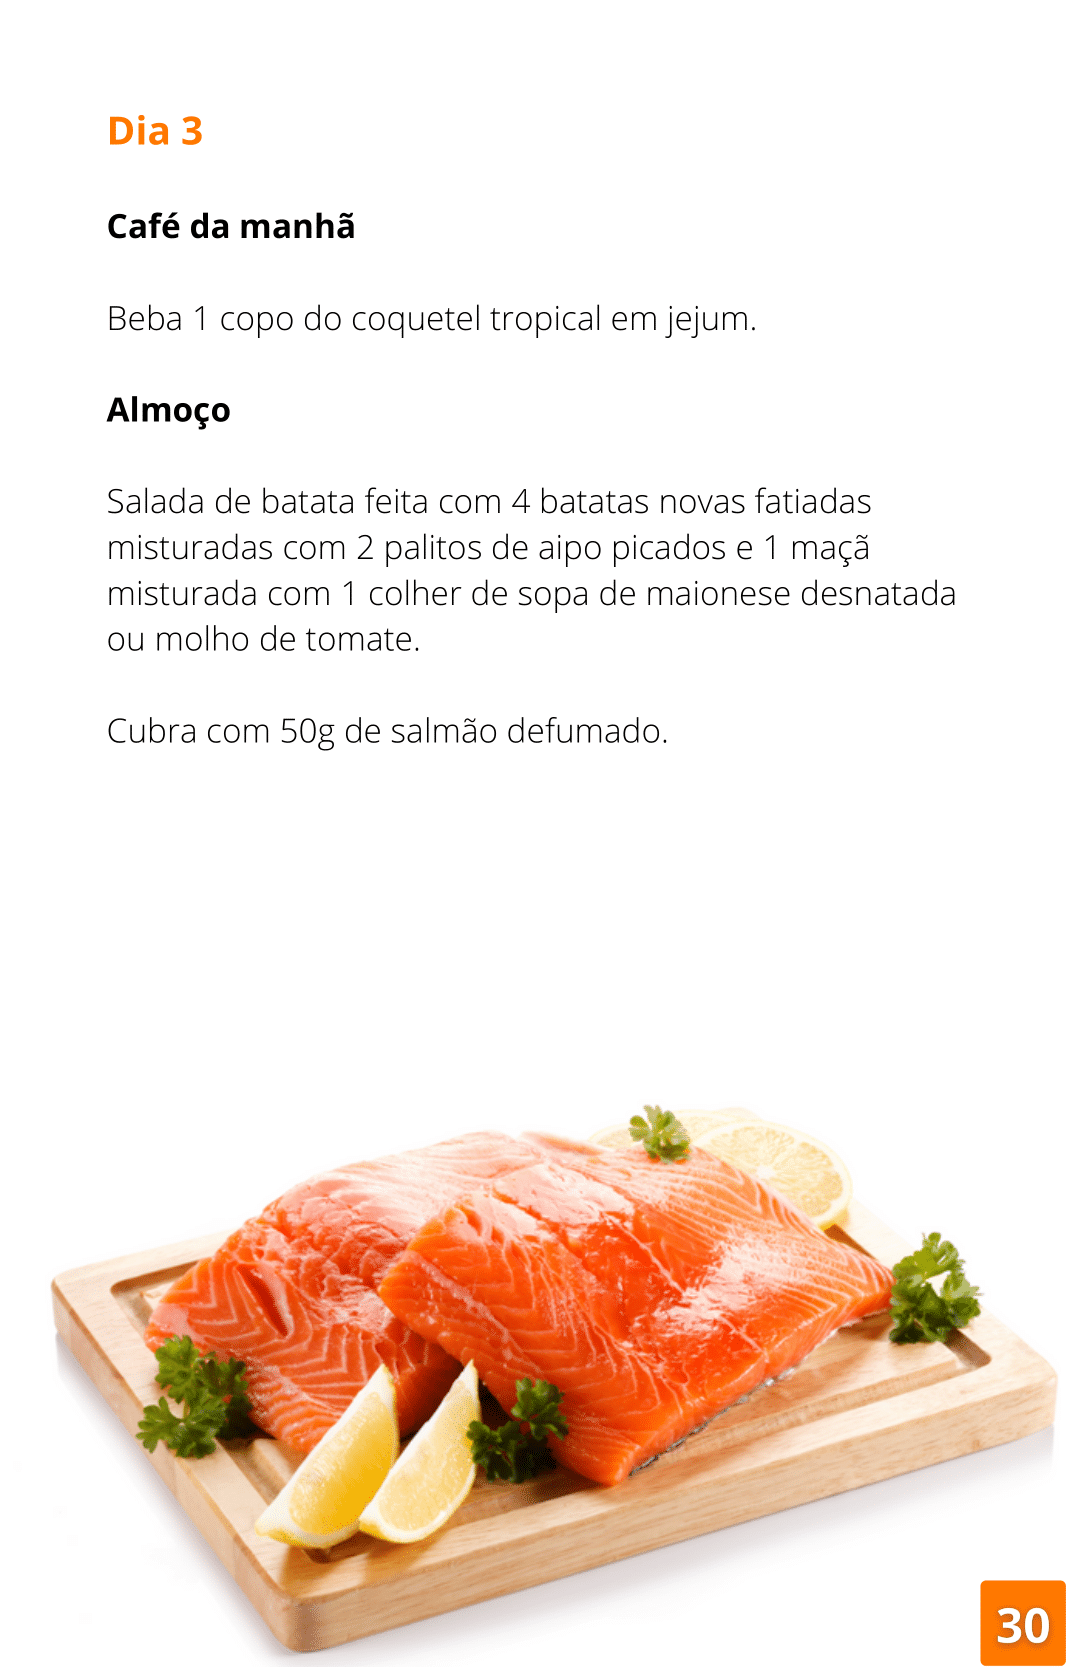 Dia 3
Café da manhã
Beba 1 copo do coquetel tropical em jejum.
Almoço
Salada de batata feita com 4 batatas novas fatiadas
misturadas com 2 palitos de aipo picados e 1 maçã
misturada com 1 colher de sopa de maionese desnatada
ou molho de tomate.
Cubra com 50g de salmão defumado.
30